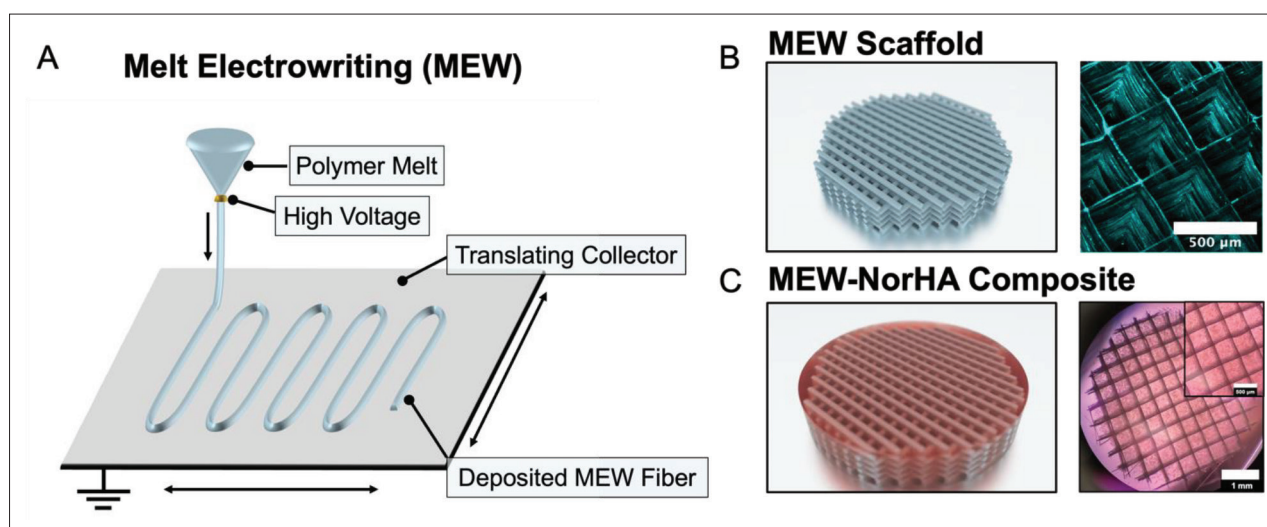 A
Melt Electrowriting (MEW)
Polymer Melt
High Voltage
Translating Collector
Deposited MEW Fiber
B
MEW Scaffold
500 µm
C
MEW-NorHA Composite
500 µm
1 mm